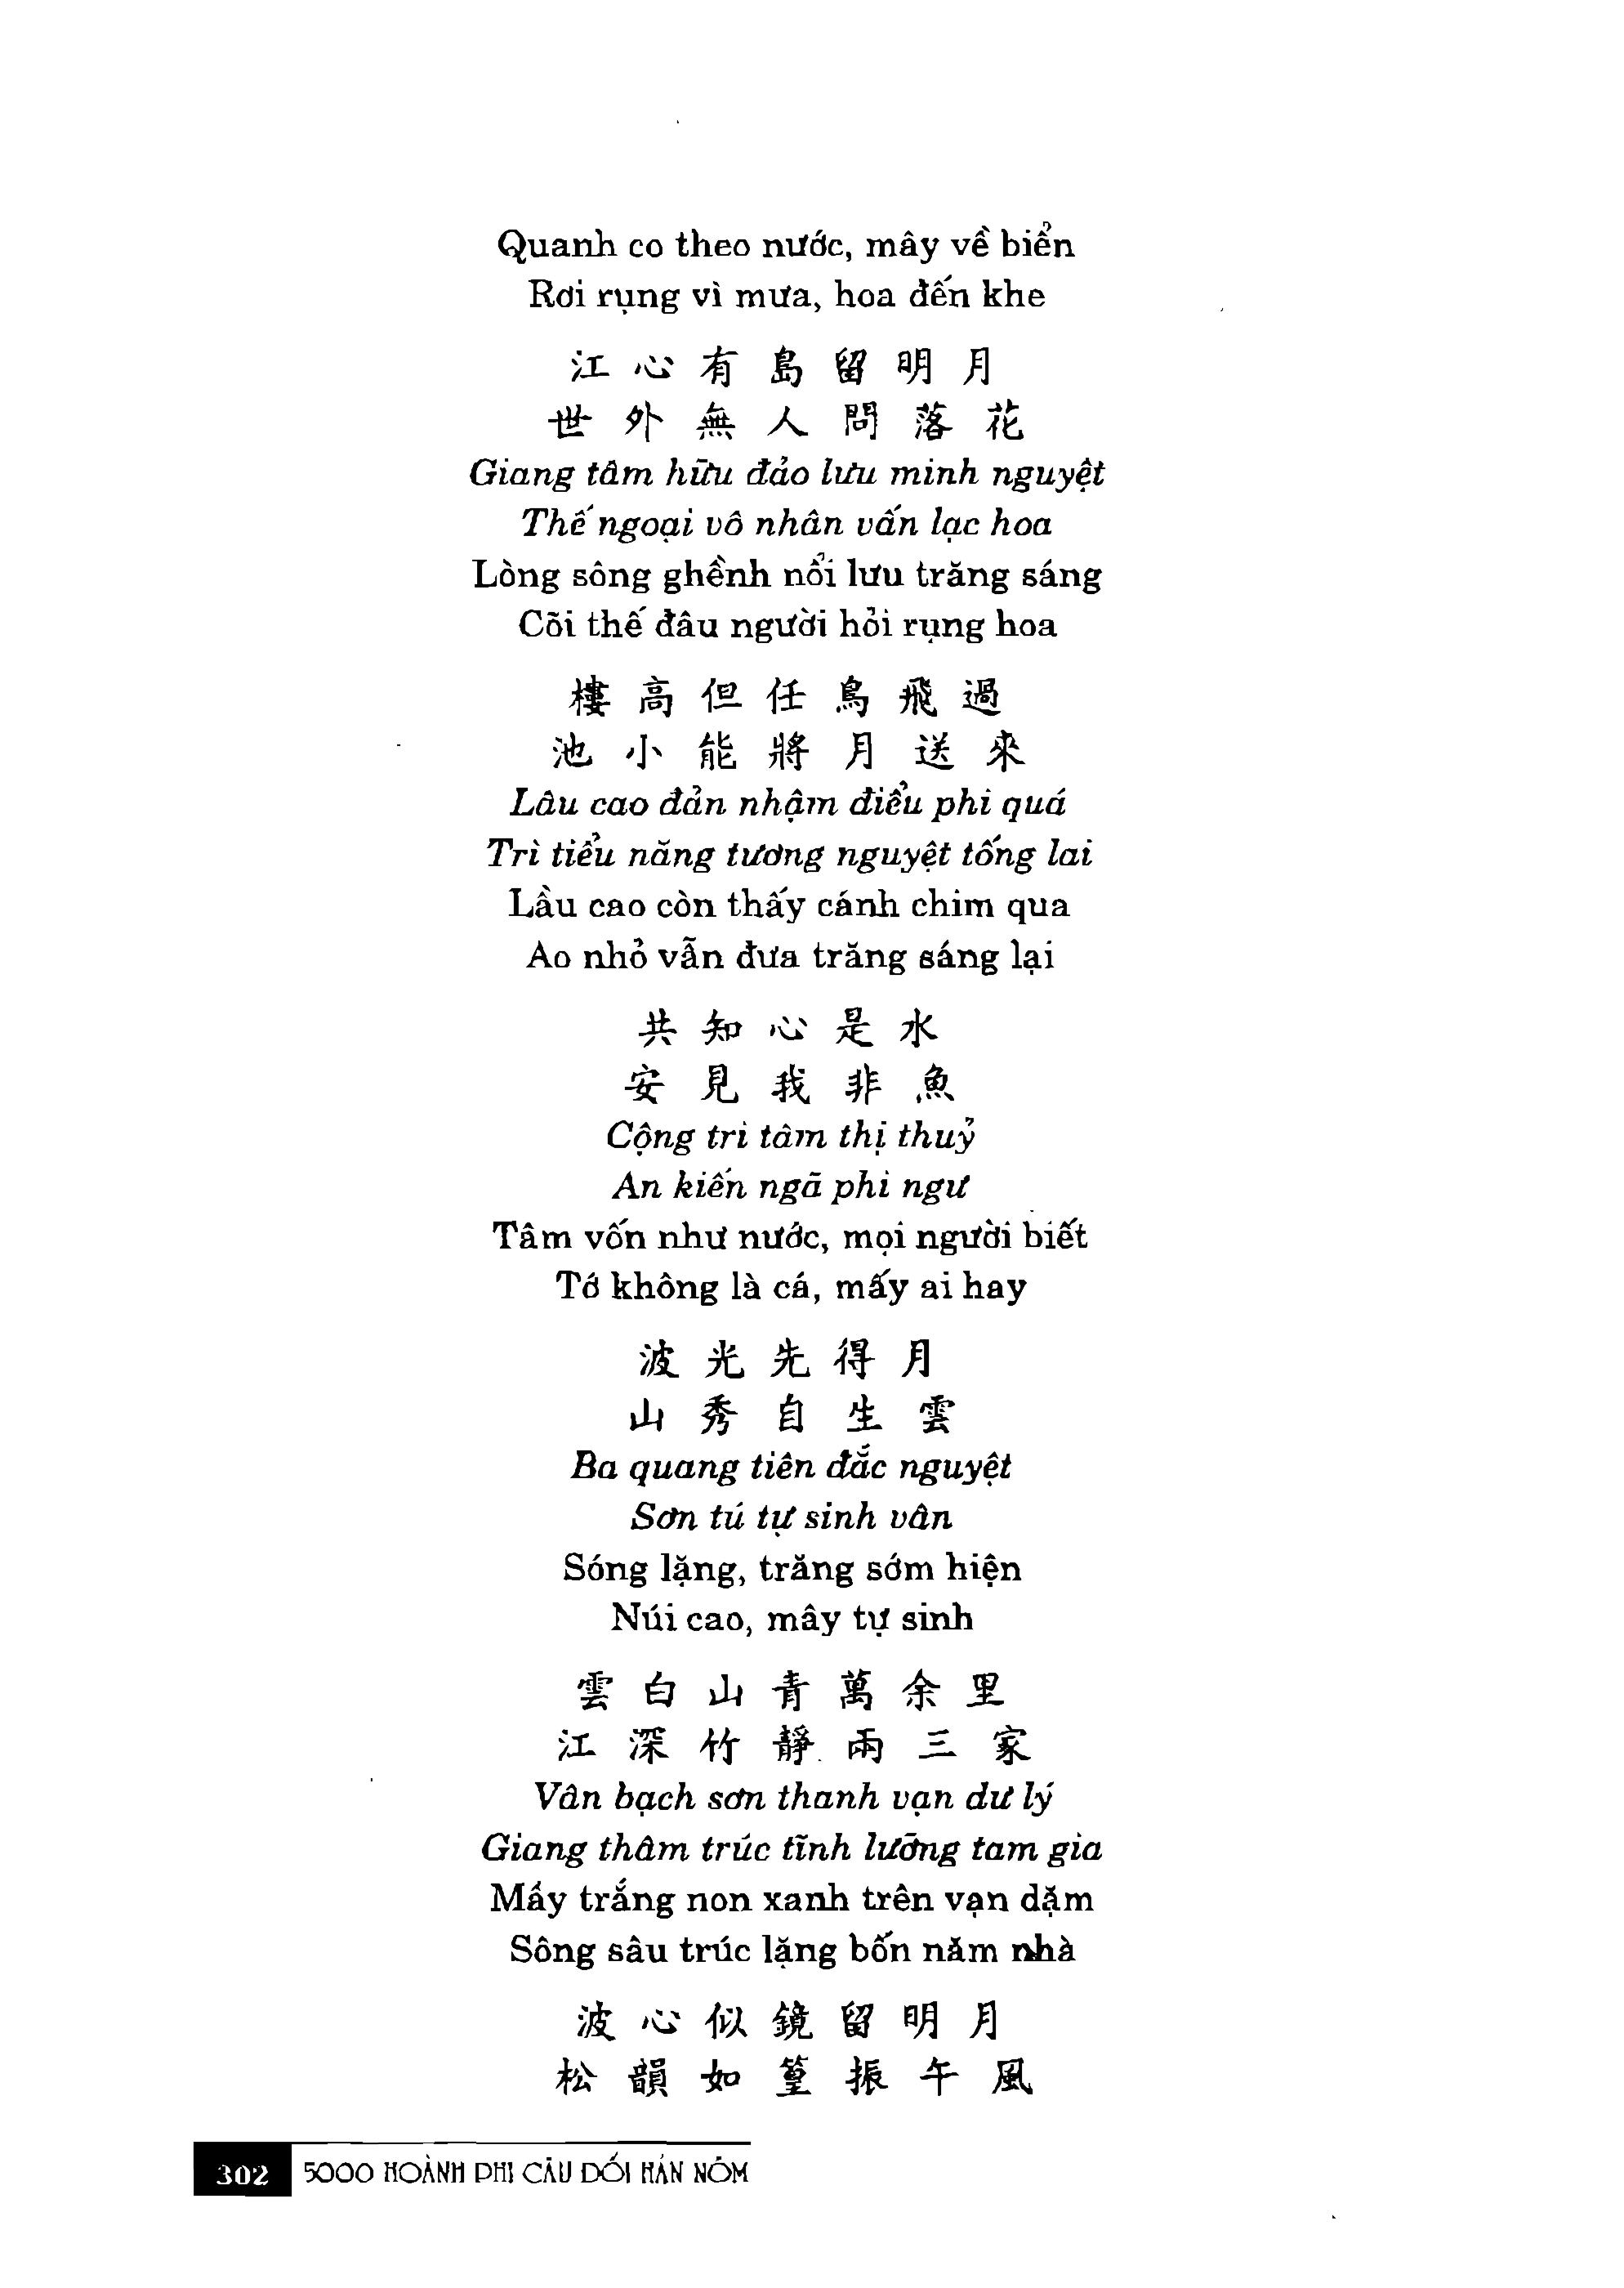 Quanh co theo nước, mây về biển
Rơi rụng vì mưa, hoa đến khe
江心有島留明月
世外無人問落花
Giang tâm hữu đảo lưu minh nguyệt
Thế ngoại vô nhân vấn lạc hoa
Lòng sông ghềnh nổi lưu trăng sáng
Cõi thế đâu người hỏi rụng hoa
樓高但任鳥飛過
池小能將月送來
Lâu cao đản nhậm điểu phi quá
Trì tiểu năng tương nguyệt tống lai
Lầu cao còn thấy cánh chim qua
Ao nhỏ vẫn đưa trăng sáng lại
共知心是水
安見我非魚
Cộng tri tâm thị thuỷ
An kiến ngã phi ngư
Tâm vốn như nước, mọi người biết
Tớ không là cá, mấy ai hay
波光先得月
山秀自生雲
Ba quang tiên đắc nguyệt
Sơn tú tự sinh vân
Sóng lặng, trăng sớm hiện
Núi cao, mây tự sinh
雲白山青萬余里
江深竹靜兩三家
Vân bạch sơn thanh vạn dư lý
Giang thâm trúc tĩnh lưỡng tam gia
Mấy trắng non xanh trên vạn dặm
Sông sâu trúc lặng bốn năm nhà
波心似鏡留明月
松韻如篁振午風
302 5000 HOÀNH PHI CÂU ĐỐI HÁN NÔM